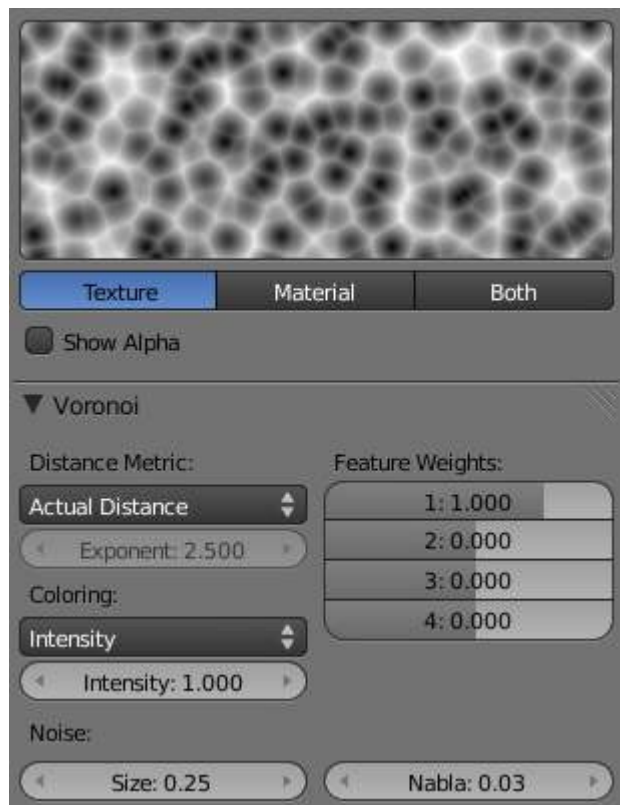 Texture Material Both
Show Alpha
Voronoi
Distance Metric:
Actual Distance
Exponent: 2.500
Coloring:
Intensity
Intensity: 1.000
Feature Weights:
1: 1.000
2: 0.000
3: 0.000
4: 0.000
Noise:
Size: 0.25 Nabla: 0.03